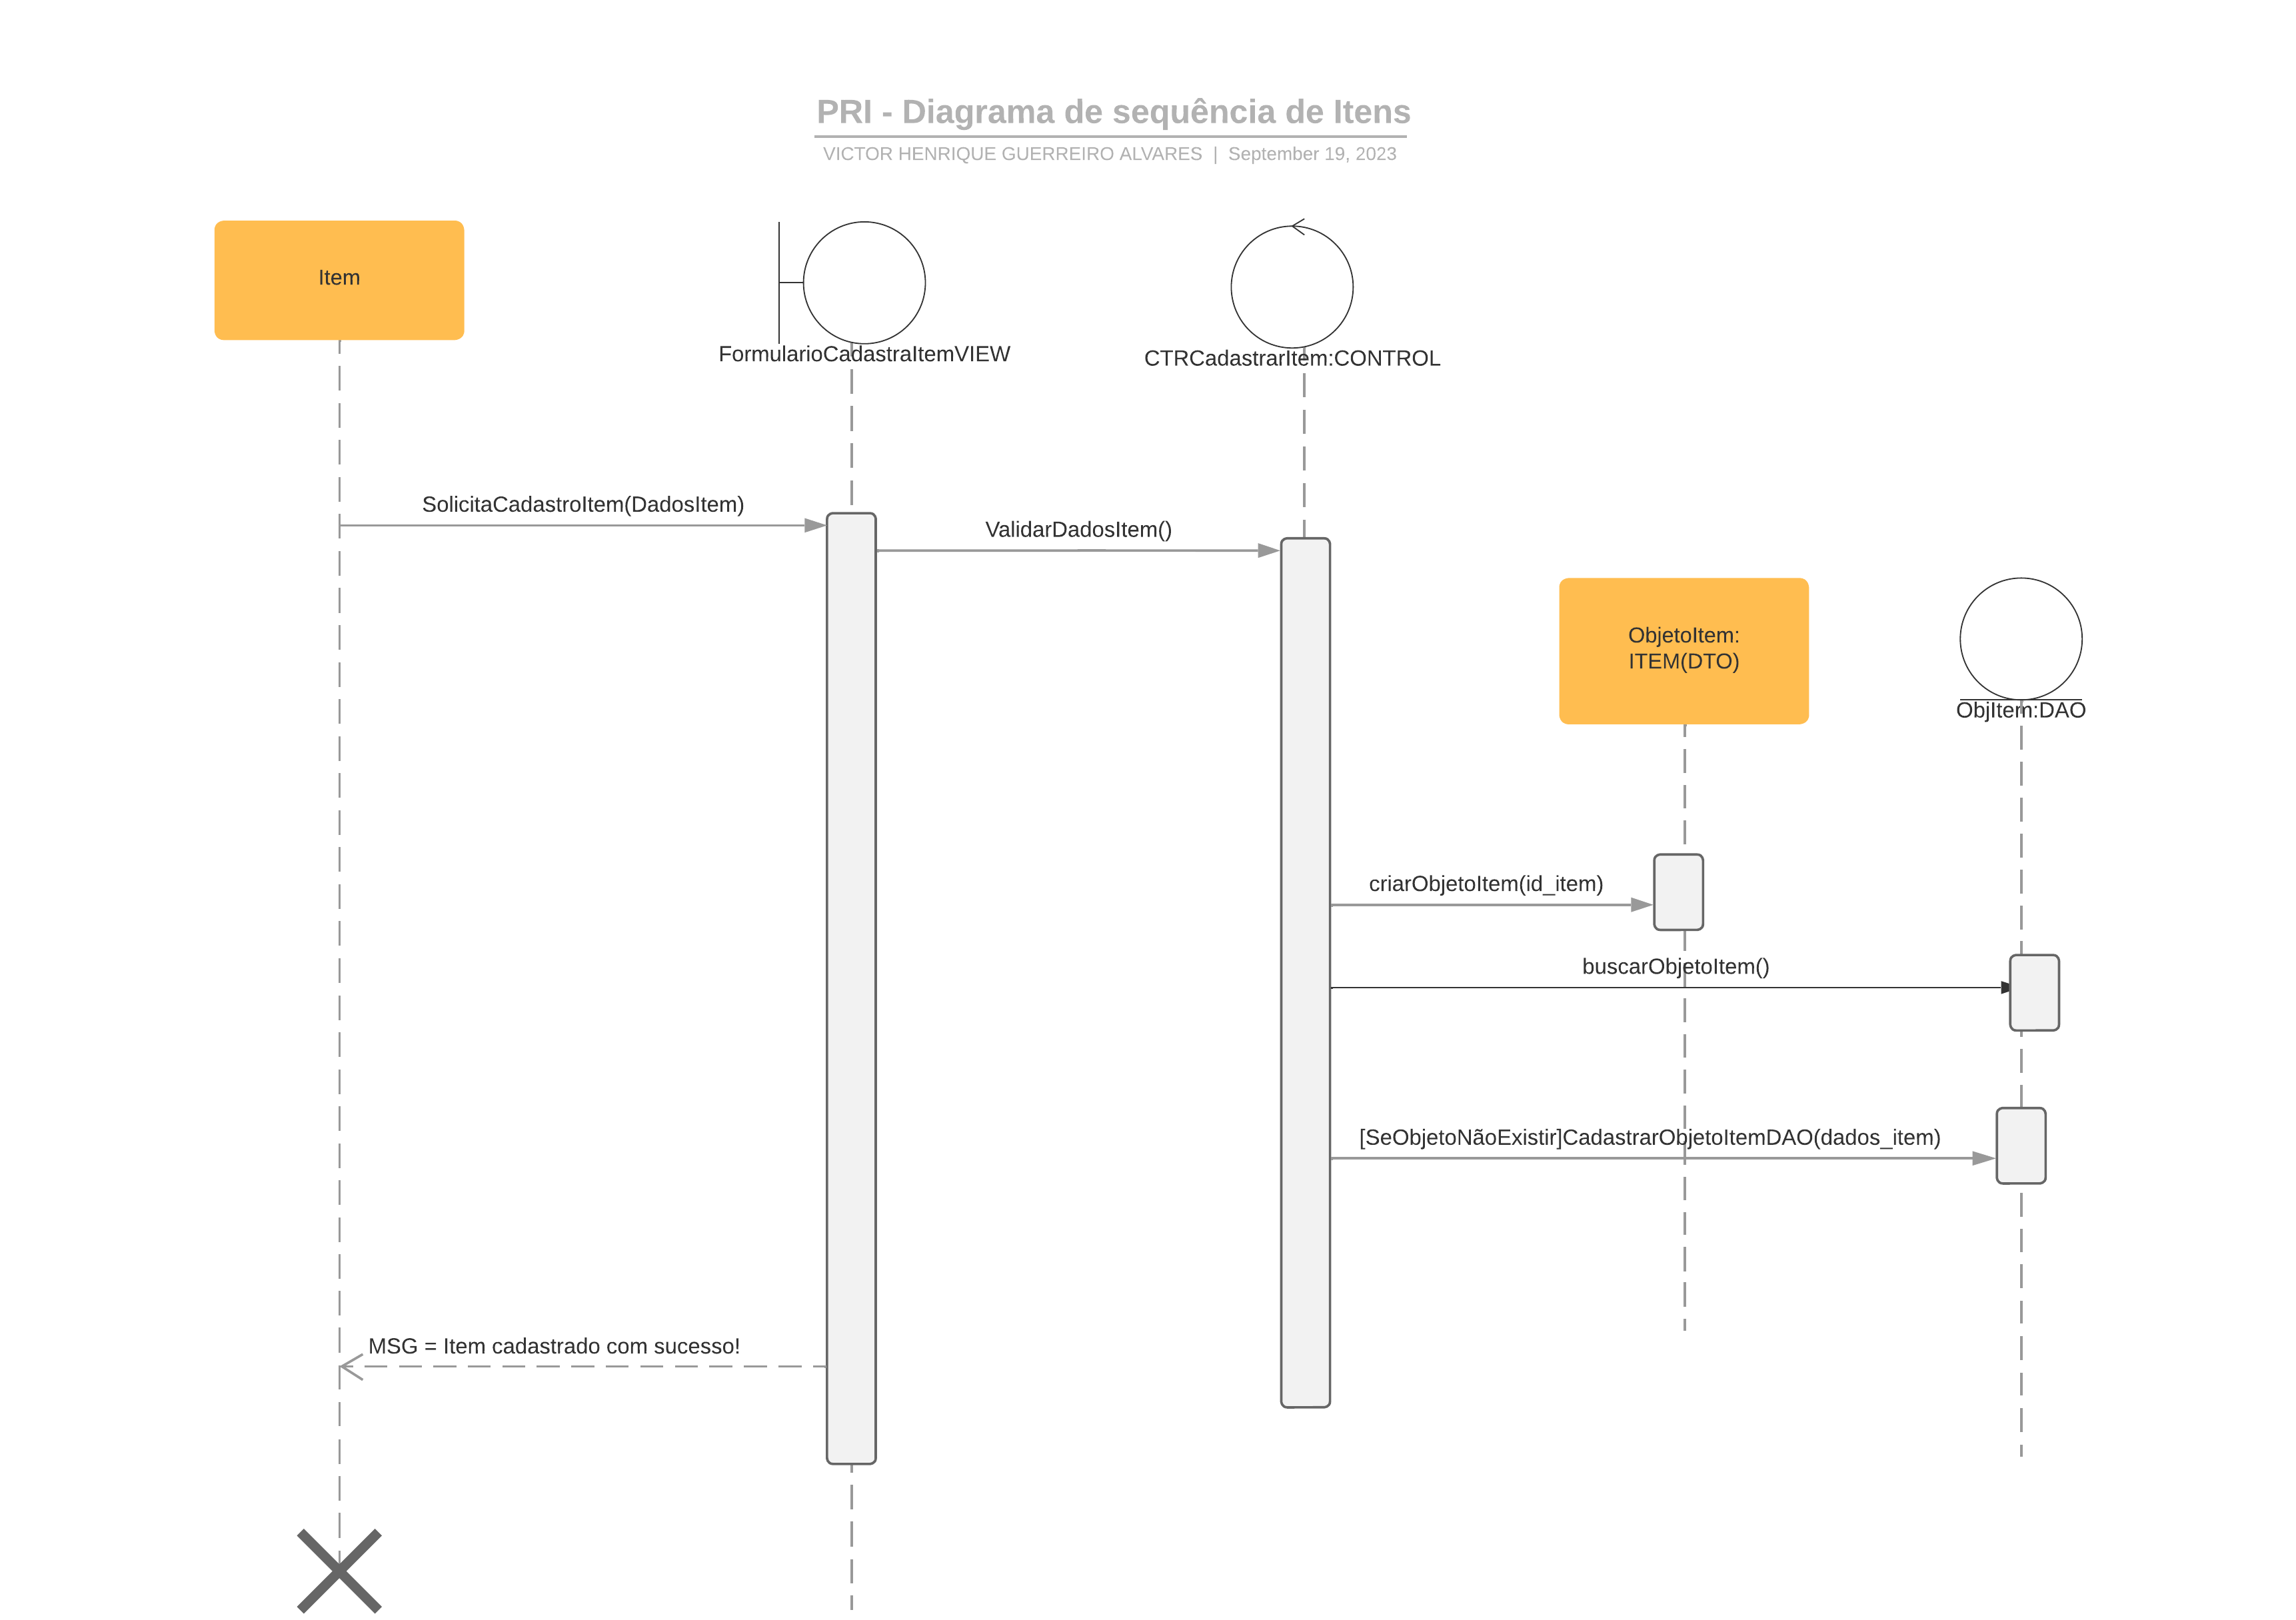 PRI - Diagrama de sequência de Itens
VICTOR HENRIQUE GUERREIRO ALVARES | September 19, 2023
Item
FormularioCadastraItemVIEW
CTRCadastrarItem:CONTROL
SolicitaCadastroItem(DadosItem)
ValidarDadosItem()
ObjetoItem:
ITEM(DTO)
ObjItem:DAO
criarObjetoItem(id_item)
buscarObjetoItem()
[SeObjetoNãoExistir]CadastrarObjetoItemDAO(dados_item)
MSG = Item cadastrado com sucesso!